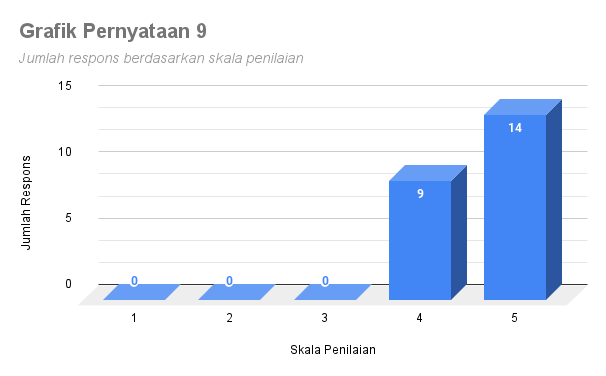 Grafik Pernyataan 9
Jumlah respons berdasarkan skala penilaian
15
10
5
0
Jumlah Respons
0 0 0 9 14
1 2 3 4 5
Skala Penilaian